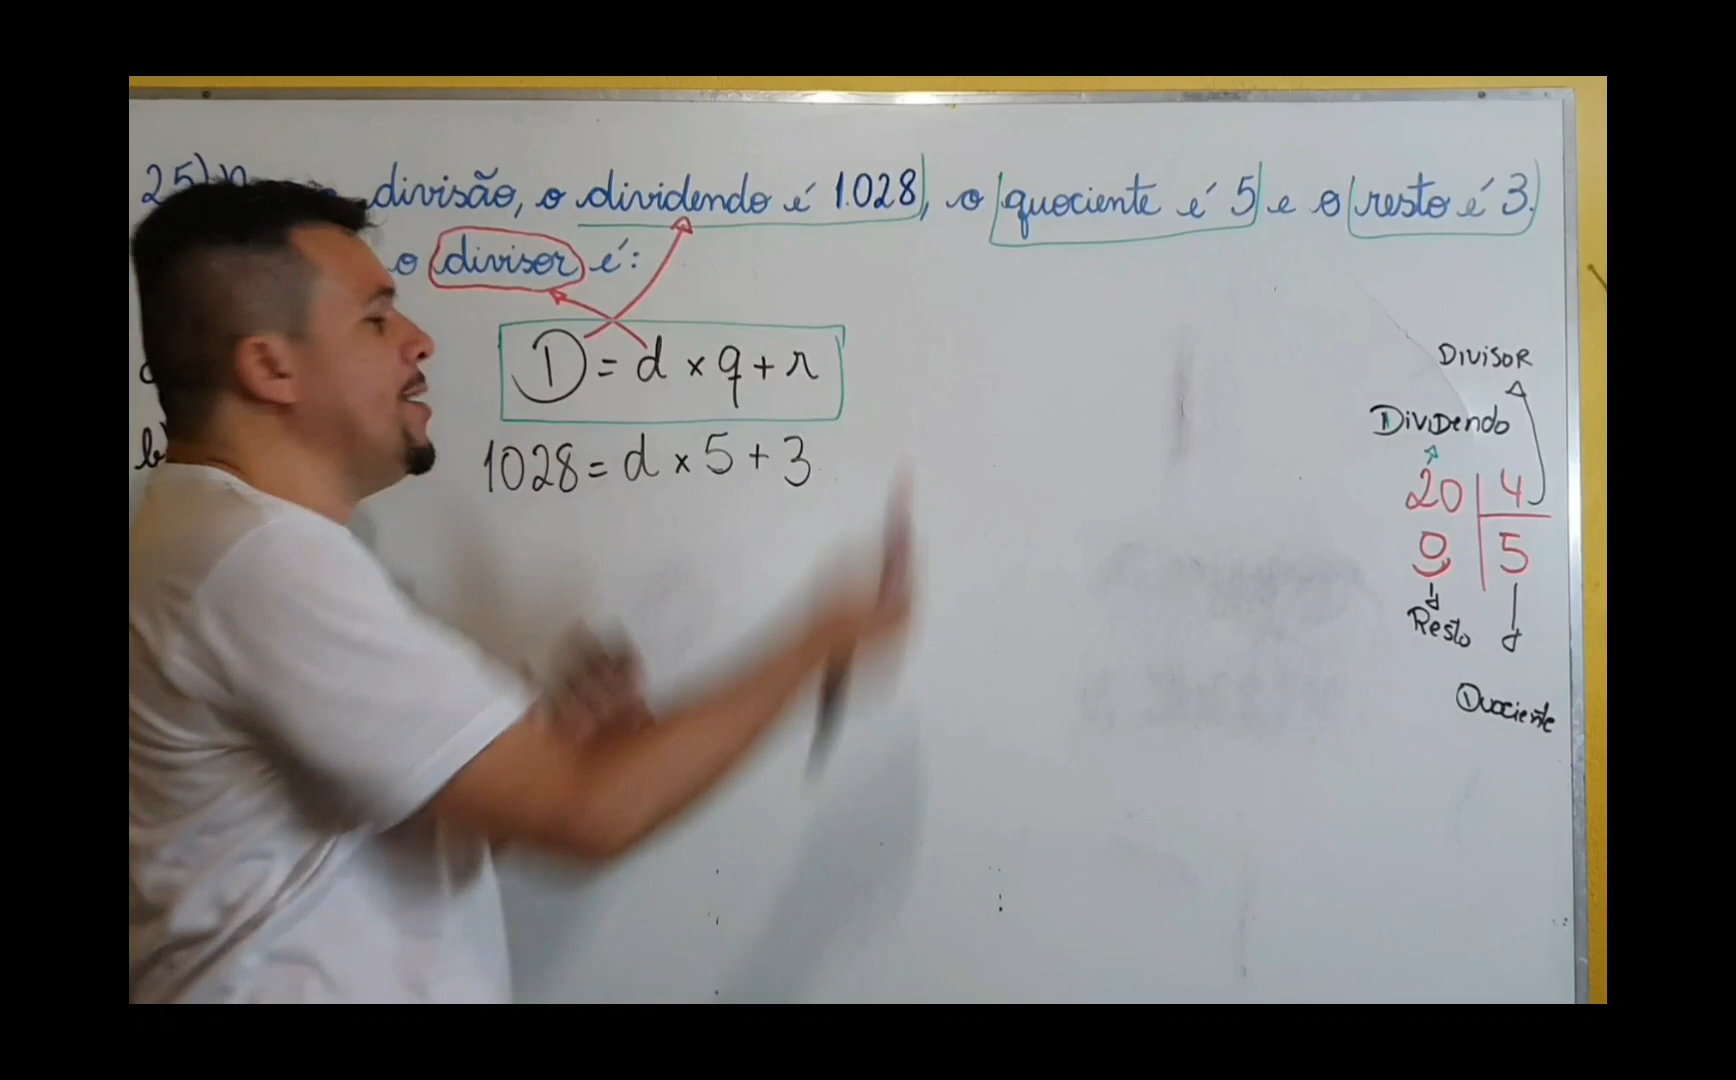 25) divisão, o dividendo é 1.028, o quociente é 5 e o resto é 3.
o divisor é:
D = d × q + r
1028 = d × 5 + 3
b)
DIVISOR
Dividendo
20 4
0 5
Resto
Quociente